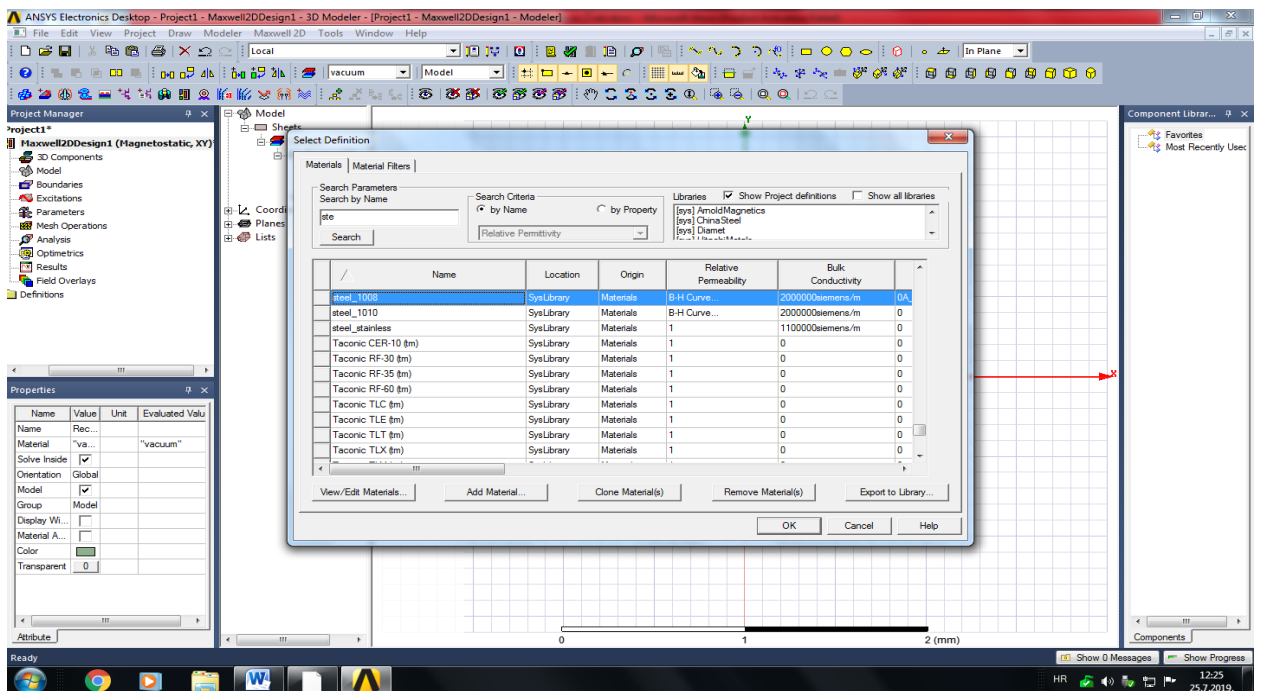 ANSYS Electronics Desktop - Project1 - Maxwell2DDesign1 - 3D Modeler - [Project1 - Maxwell2DDesign1 - Modeler]
File Edit View Project Draw Modeler Maxwell 2D Tools Window Help
Local
In Plane
vacuum
Model
Project Manager
Project1*
Maxwell2DDesign1 (Magnetostatic, XY)
3D Components
Model
Boundaries
Excitations
Parameters
Mesh Operations
Analysis
Optimetrics
Results
Field Overlays
Definitions
Properties
Name Value Unit Evaluated Valu
Name Rec...
Material "va... "vacuum"
Solve Inside
Orientation Global
Model
Group Model
Display Wi...
Material A...
Color
Transparent 0
Attribute
Model
Sheets
Coordi
Planes
Lists
Y
X
Select Definition
Materials Material Filters
Search Parameters
Search by Name
ste
Search
Search Criteria
by Name by Property
Relative Permittivity
Libraries Show Project definitions Show all libraries
[sys] ArnoldMagnetics
[sys] ChinaSteel
[sys] Diamet
[sys] HitachiMetals
Name Location Origin Relative Permeability Bulk Conductivity
steel_1008 SysLibrary Materials B-H Curve... 2000000siemens/m 0A_
steel_1010 SysLibrary Materials B-H Curve... 2000000siemens/m 0
steel_stainless SysLibrary Materials 1 1100000siemens/m 0
Taconic CER-10 (tm) SysLibrary Materials 1 0 0
Taconic RF-30 (tm) SysLibrary Materials 1 0 0
Taconic RF-35 (tm) SysLibrary Materials 1 0 0
Taconic RF-60 (tm) SysLibrary Materials 1 0 0
Taconic TLC (tm) SysLibrary Materials 1 0 0
Taconic TLE (tm) SysLibrary Materials 1 0 0
Taconic TLT (tm) SysLibrary Materials 1 0 0
Taconic TLX (tm) SysLibrary Materials 1 0 0
View/Edit Materials... Add Material... Clone Material(s) Remove Material(s) Export to Library...
OK Cancel Help
0 1 2 (mm)
Component Librar...
Favorites
Most Recently Usec
Components
Ready
Show 0 Messages Show Progress
HR
12:25
25.7.2019.